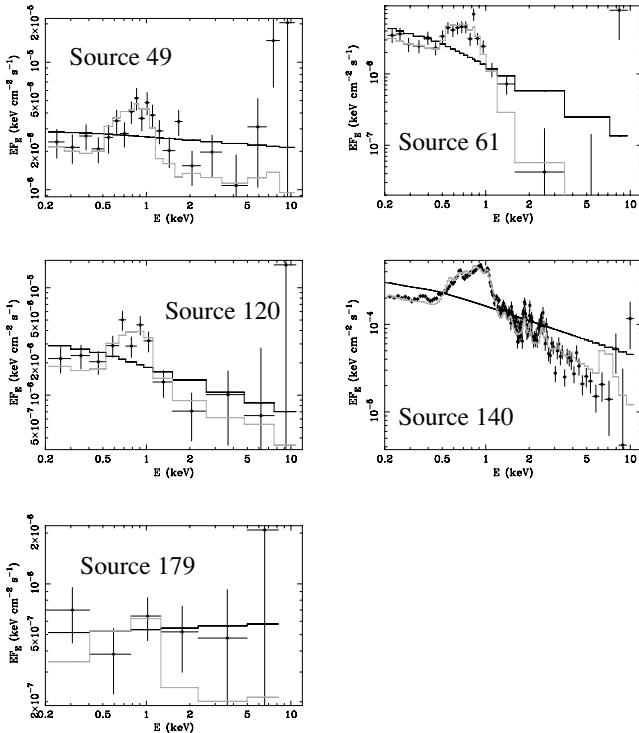 2×10⁻⁵
10⁻⁵
5×10⁻⁶
2×10⁻⁶
10⁻⁶
EF_E (keV cm⁻² s⁻¹)
Source 49
0.2 0.5 1 2 5 10
E (keV)
10⁻⁶
10⁻⁷
EF_E (keV cm⁻² s⁻¹)
Source 61
0.2 0.5 1 2 5 10
E (keV)
10⁻⁵
5×10⁻⁶
2×10⁻⁶
10⁻⁶
5×10⁻⁷
EF_E (keV cm⁻² s⁻¹)
Source 120
0.2 0.5 1 2 5 10
E (keV)
10⁻⁴
10⁻⁵
EF_E (keV cm⁻² s⁻¹)
Source 140
0.2 0.5 1 2 5 10
E (keV)
2×10⁻⁶
10⁻⁶
5×10⁻⁷
2×10⁻⁷
EF_E (keV cm⁻² s⁻¹)
Source 179
0.2 0.5 1 2 5 10
E (keV)